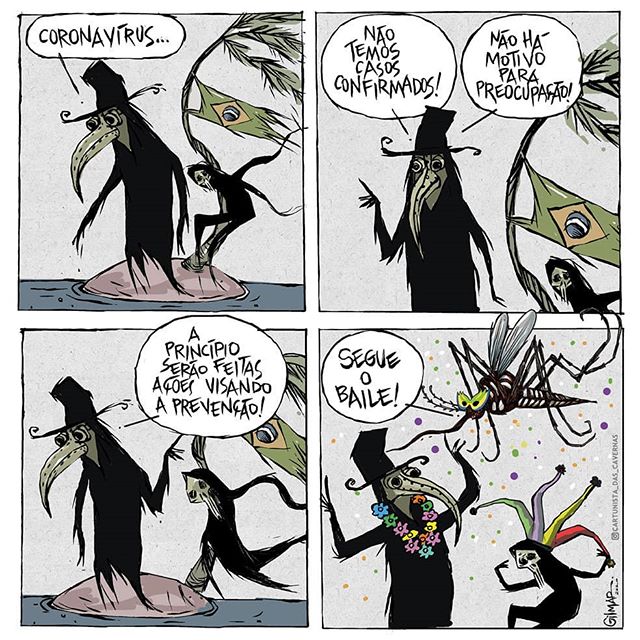 CORONAVÍRUS...
NÃO
TEMOS
CASOS
CONFIRMADOS!
NÃO HÁ
MOTIVO
PARA
PREOCUPAÇÃO!
A
PRINCÍPIO
SERÃO FEITAS
AÇÕES VISANDO
A PREVENÇÃO!
SEGUE
O
BAILE!
@CARTUNISTA_DAS_CAVERNAS
GILMAR